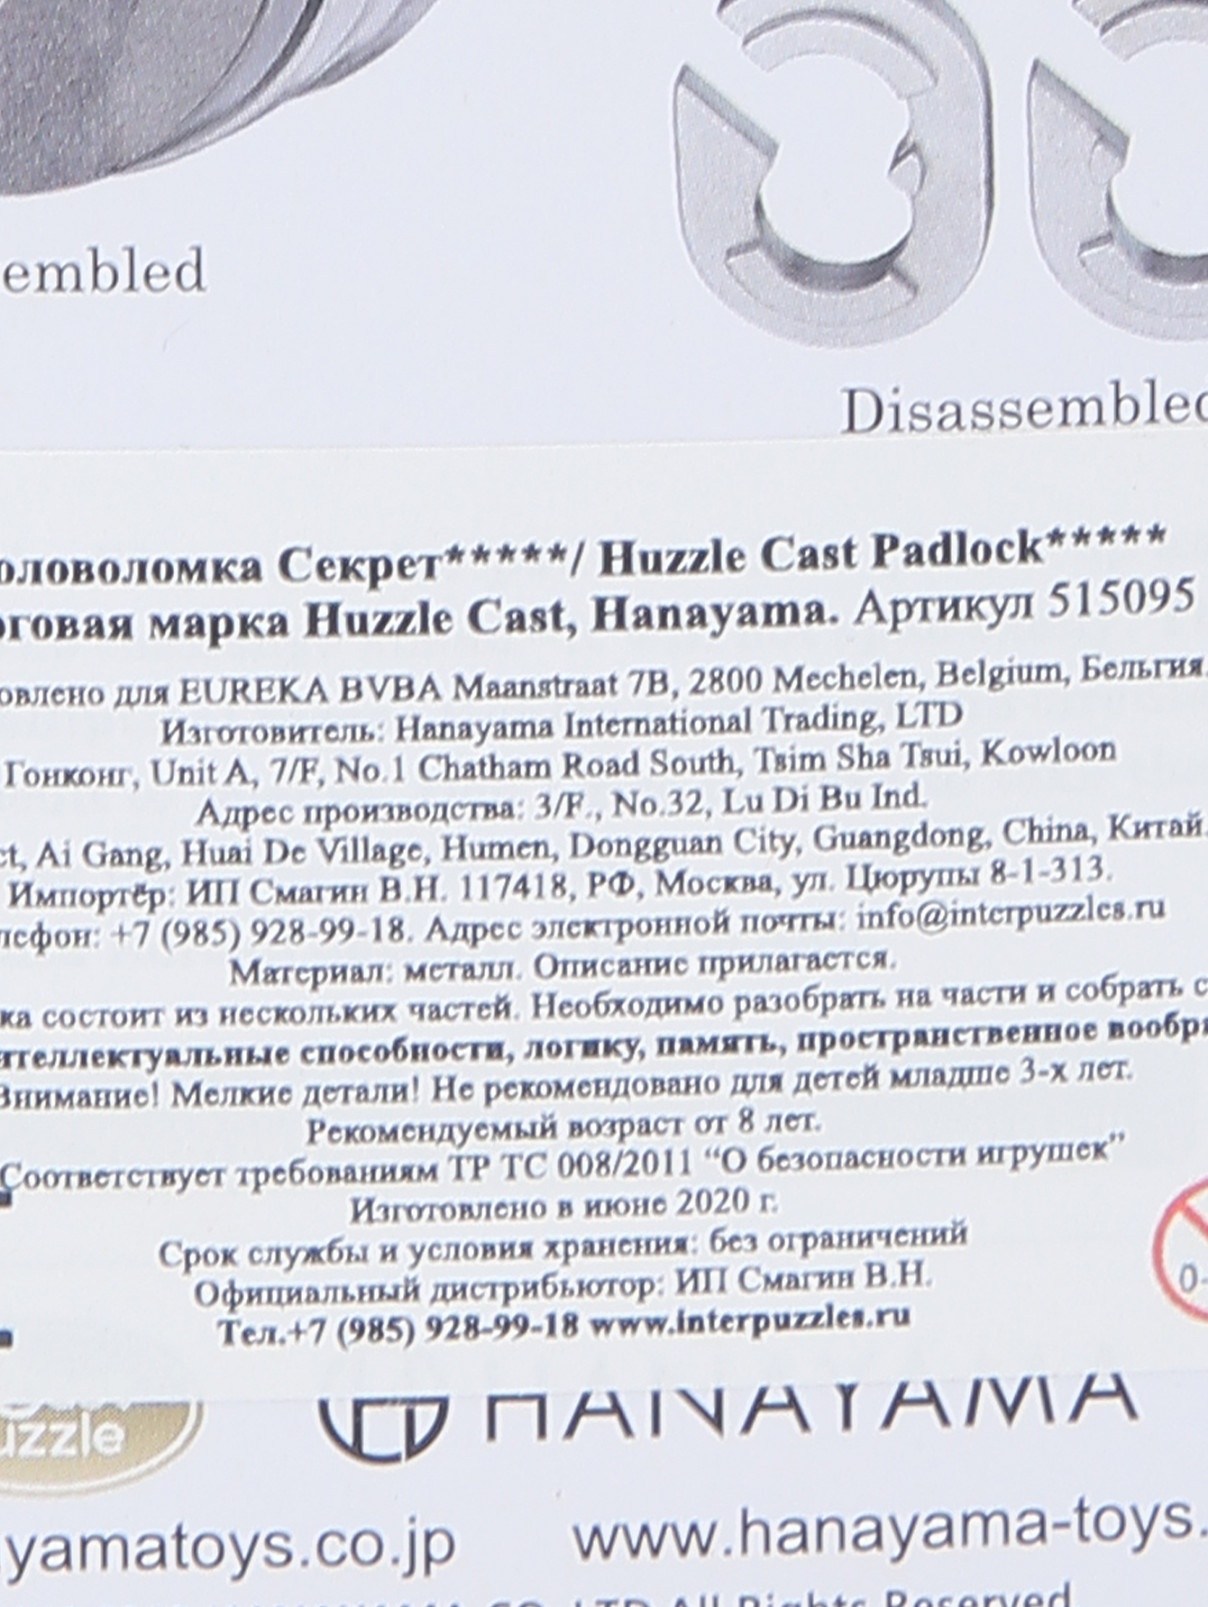 embled
Disassemble
оловоломка Секрет*****/ Huzzle Cast Padlock*****
рговая марка Huzzle Cast, Hanayama. Артикул 515095
овлено для EUREKA BVBA Maanstraat 7B, 2800 Mechelen, Belgium, Бельгия.
Изготовитель: Hanayama International Trading, LTD
Гонконг, Unit A, 7/F, No.1 Chatham Road South, Tsim Sha Tsui, Kowloon
Адрес производства: 3/F., No.32, Lu Di Bu Ind.
ct, Ai Gang, Huai De Village, Humen, Dongguan City, Guangdong, China, Китай.
Импортёр: ИП Смагин В.Н. 117418, РФ, Москва, ул. Цюрупы 8-1-313.
лефон: +7 (985) 928-99-18. Адрес электронной почты: info@interpuzzles.ru
Материал: металл. Описание прилагается.
ка состоит из нескольких частей. Необходимо разобрать на части и собрать с
нтеллектуальные способности, логику, память, пространственное вообра
Внимание! Мелкие детали! Не рекомендовано для детей младше 3-х лет.
Рекомендуемый возраст от 8 лет.
Соответствует требованиям ТР ТС 008/2011 “О безопасности игрушек”
Изготовлено в июне 2020 г.
Срок службы и условия хранения: без ограничений
0-
Официальный дистрибьютор: ИП Смагин В.Н.
Тел.+7 (985) 928-99-18 www.interpuzzles.ru
uzzle
HANAYAMA
yamatoys.co.jp
www.hanayama-toys.
LTD All Rights Reserved